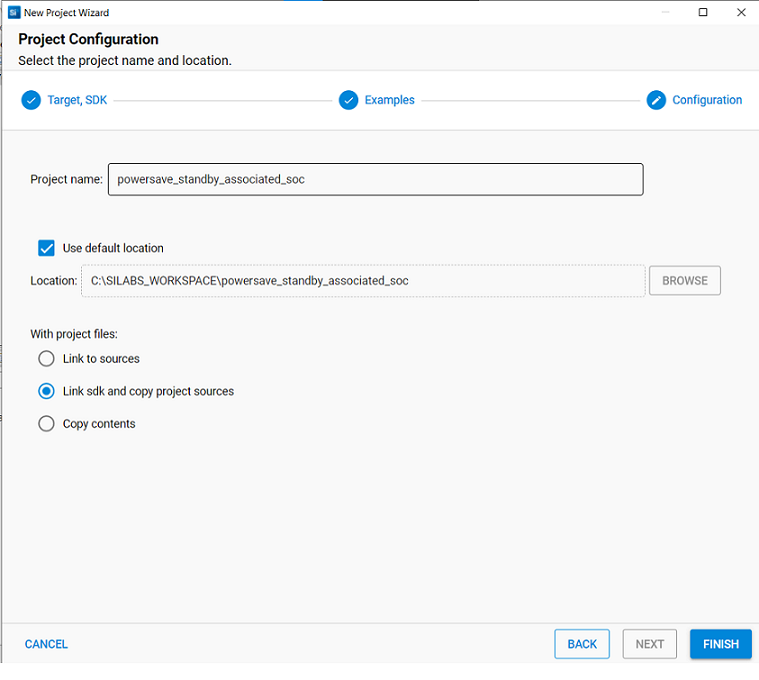 Si New Project Wizard
Project Configuration
Select the project name and location.
Target, SDK Examples Configuration
Project name: powersave_standby_associated_soc
Use default location
Location: C:\SILABS_WORKSPACE\powersave_standby_associated_soc BROWSE
With project files:
Link to sources
Link sdk and copy project sources
Copy contents
CANCEL BACK NEXT FINISH